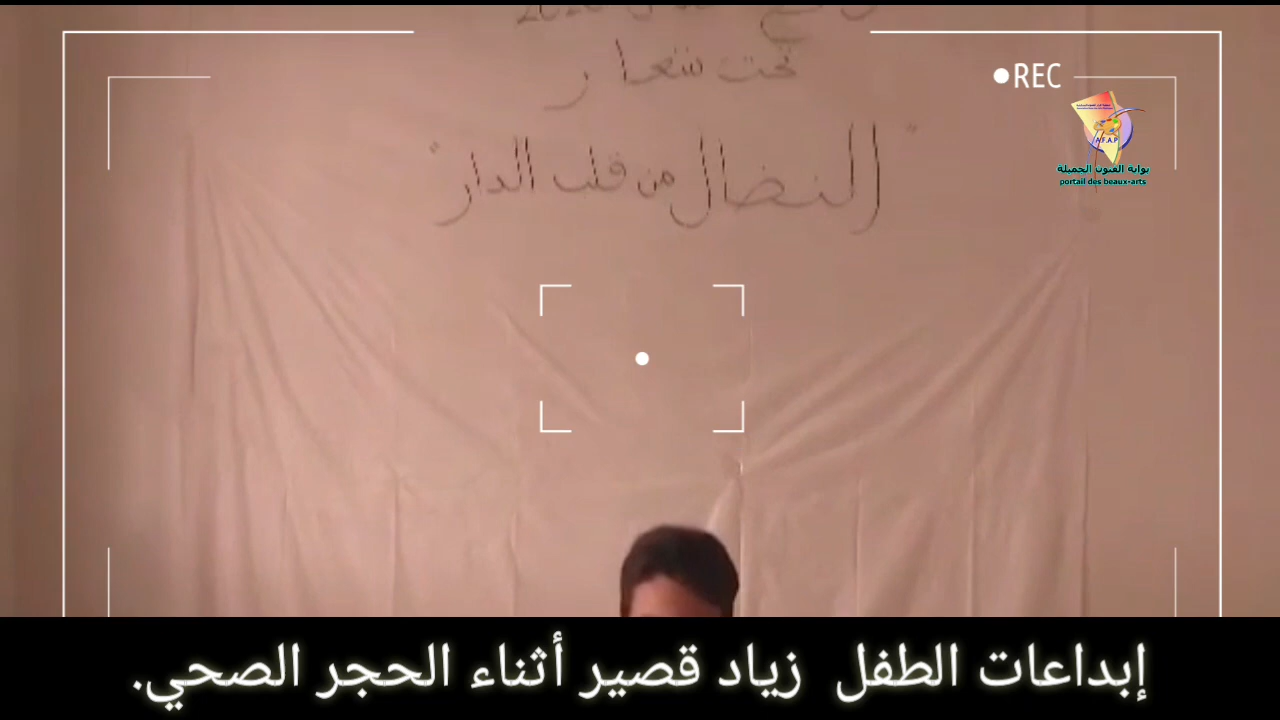 تحت شعار
"النضال من قلب الدار"
●REC
A.F.A.P
بوابة الفنون الجميلة
portail des beaux-arts
إبداعات الطفل زياد قصير أثناء الحجر الصحي.